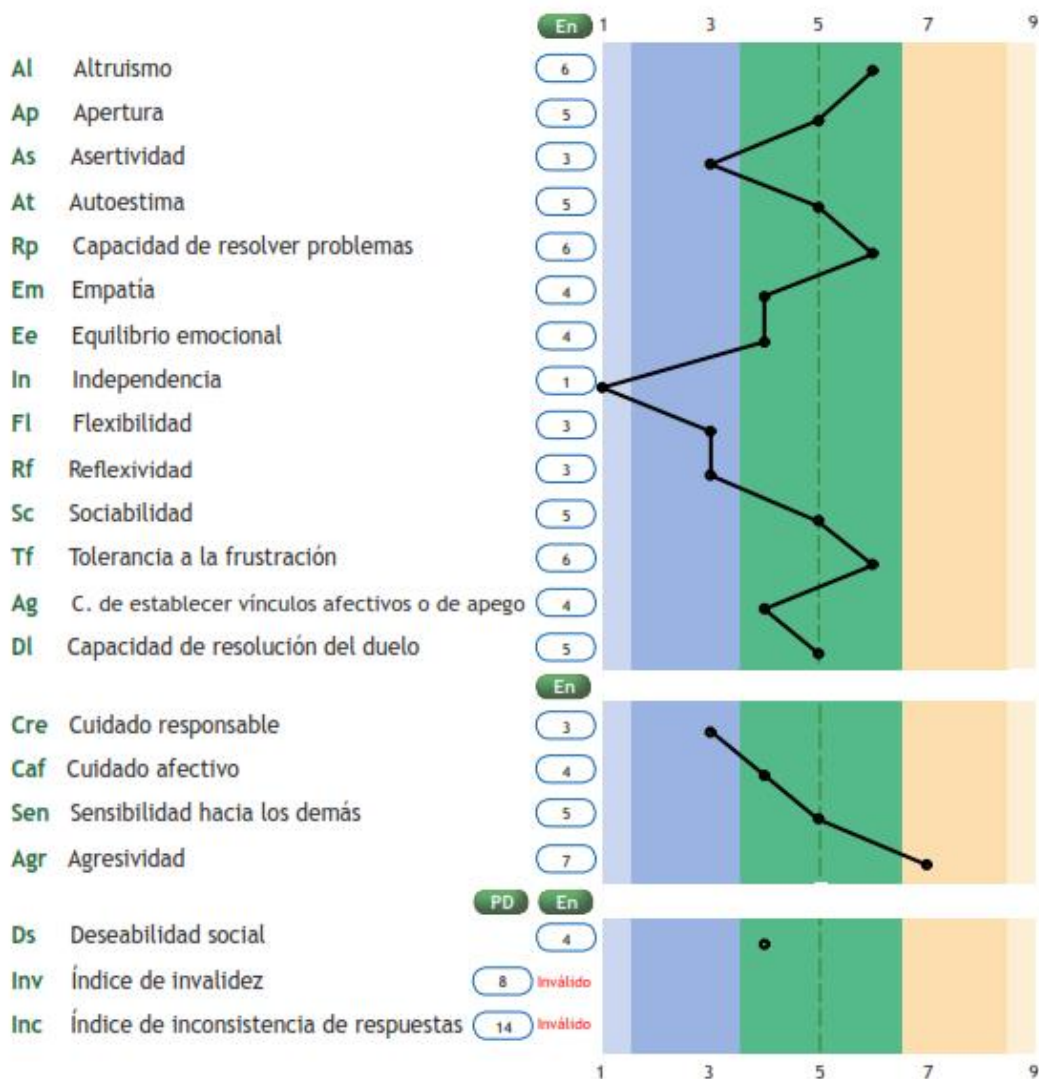 En 1 3 5 7 9
Al Altruismo 6
Ap Apertura 5
As Asertividad 3
At Autoestima 5
Rp Capacidad de resolver problemas 6
Em Empatía 4
Ee Equilibrio emocional 4
In Independencia 1
Fl Flexibilidad 3
Rf Reflexividad 3
Sc Sociabilidad 5
Tf Tolerancia a la frustración 6
Ag C. de establecer vínculos afectivos o de apego 4
Dl Capacidad de resolución del duelo 5
En
Cre Cuidado responsable 3
Caf Cuidado afectivo 4
Sen Sensibilidad hacia los demás 5
Agr Agresividad 7
PD En
Ds Deseabilidad social 4
Inv Índice de invalidez 8 Inválido
Inc Índice de inconsistencia de respuestas 14 Inválido
1 3 5 7 9